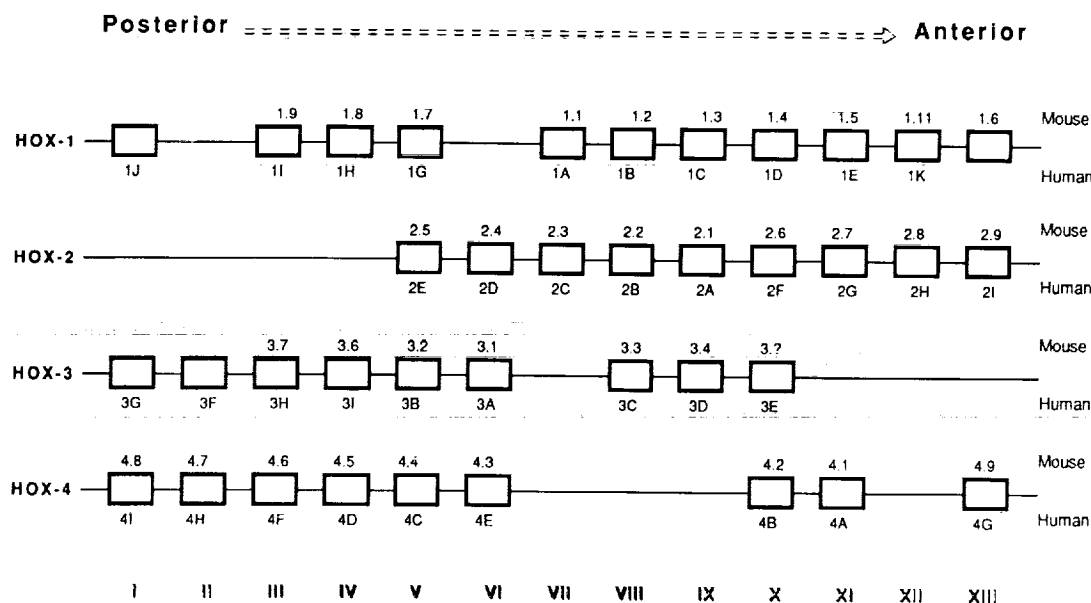 Posterior Anterior
1.9 1.8 1.7 1.1 1.2 1.3 1.4 1.5 1.11 1.6 Mouse
HOX-1
1J 1I 1H 1G 1A 1B 1C 1D 1E 1K Human
2.5 2.4 2.3 2.2 2.1 2.6 2.7 2.8 2.9 Mouse
HOX-2
2E 2D 2C 2B 2A 2F 2G 2H 2I Human
3.7 3.6 3.2 3.1 3.3 3.4 3.? Mouse
HOX-3
3G 3F 3H 3I 3B 3A 3C 3D 3E Human
4.8 4.7 4.6 4.5 4.4 4.3 4.2 4.1 4.9 Mouse
HOX-4
4I 4H 4F 4D 4C 4E 4B 4A 4G Human
I II III IV V VI VII VIII IX X XI XII XIII